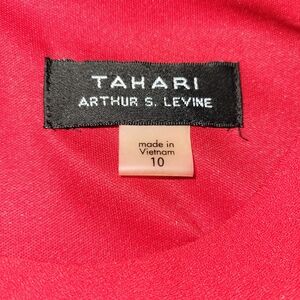 TAHARI
ARTHUR S. LEVINE
made in
Vietnam
10